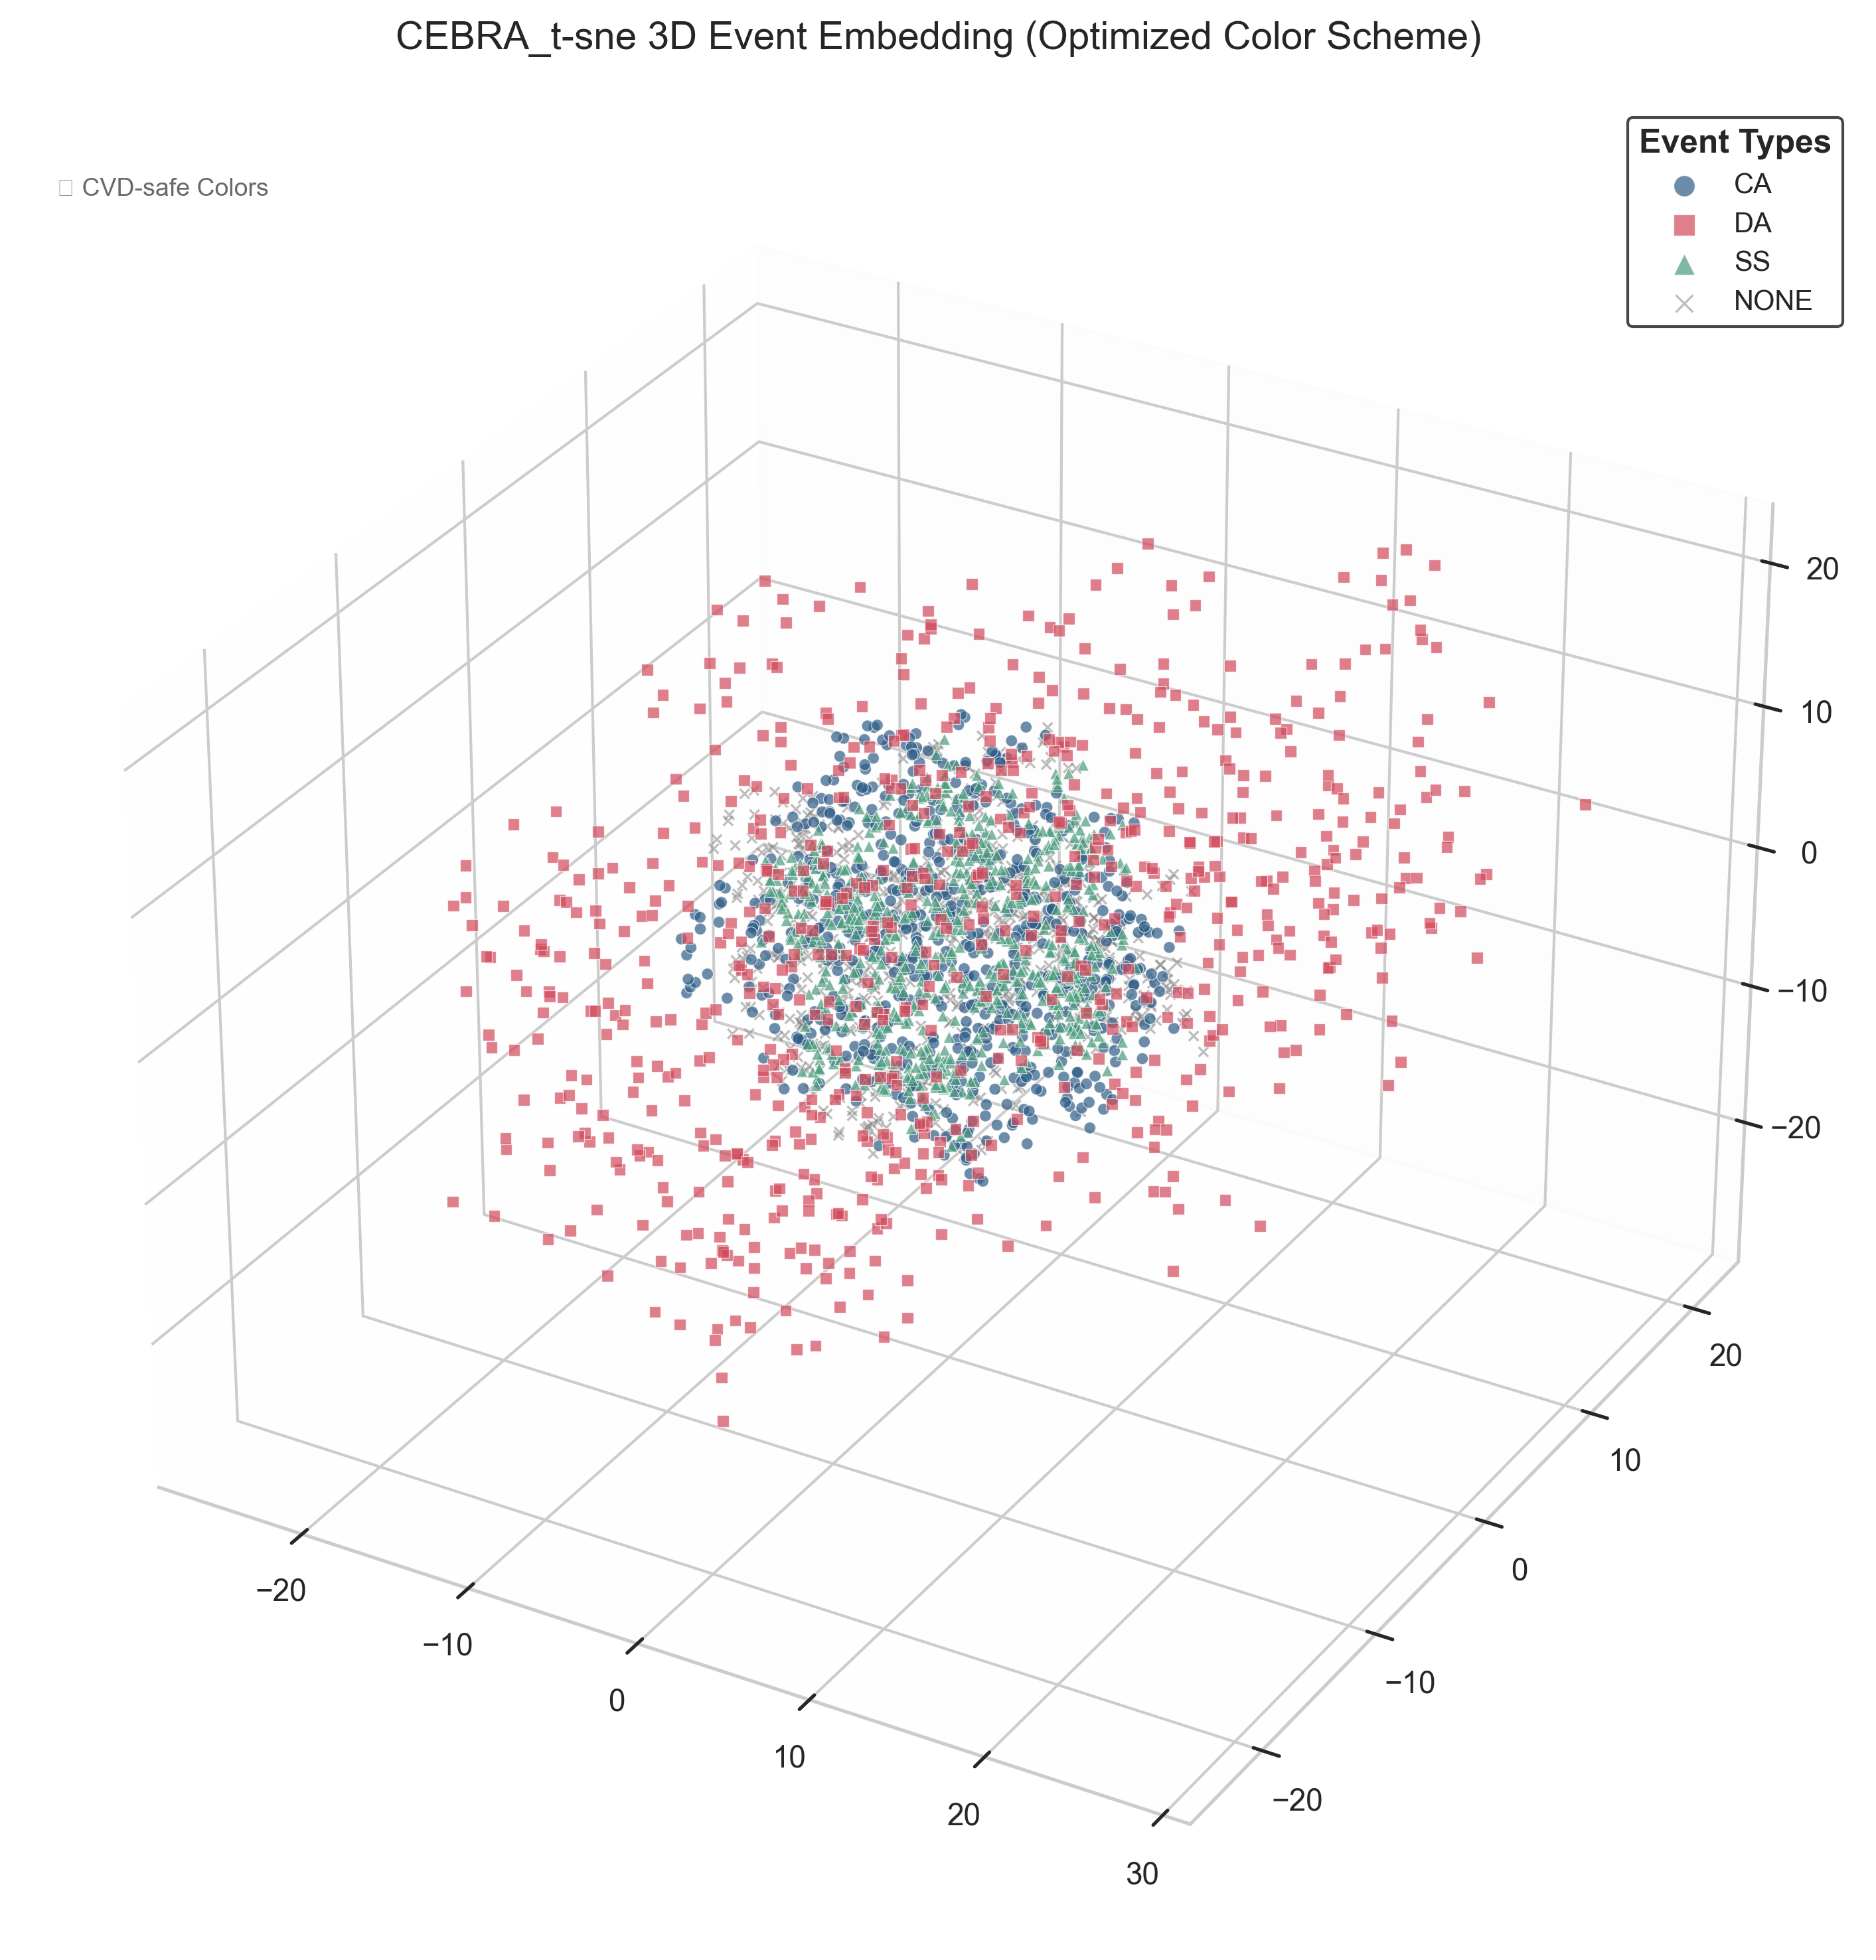 CEBRA_t-sne 3D Event Embedding (Optimized Color Scheme)
Event Types
CA
DA
SS
NONE
CVD-safe Colors
20
10
0
−10
−20
20
10
0
−10
−20
−20
−10
0
10
20
30